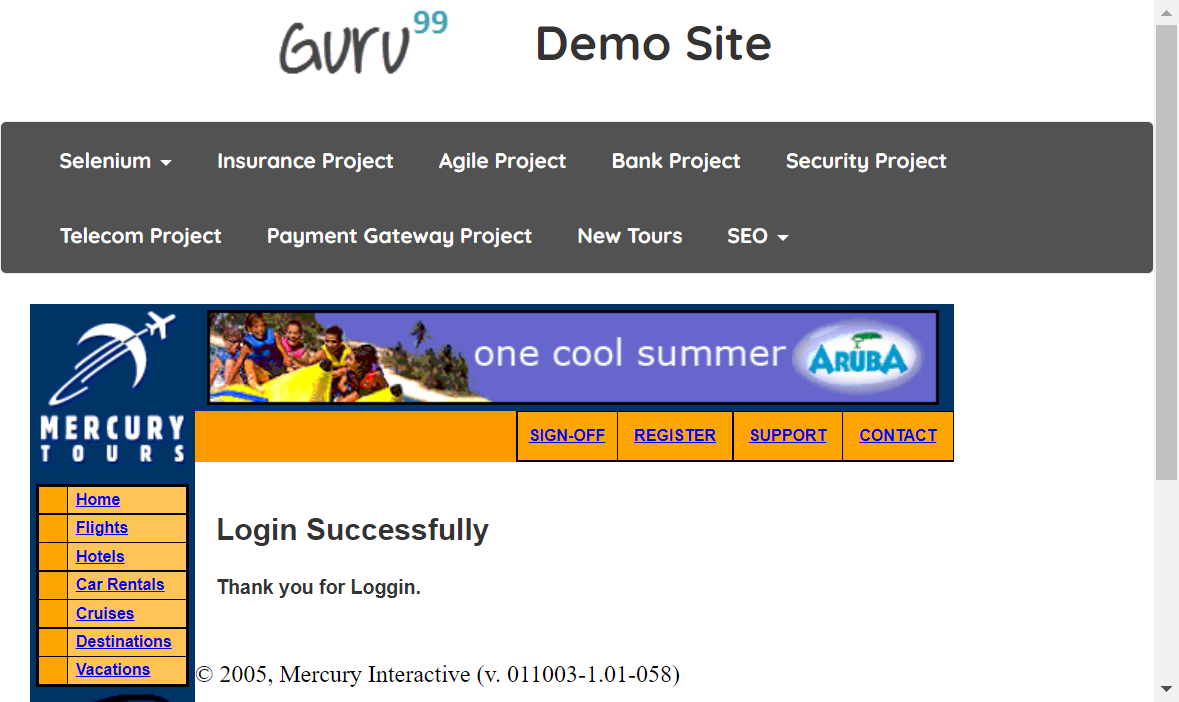 Guru99 Demo Site
Selenium Insurance Project Agile Project Bank Project Security Project
Telecom Project Payment Gateway Project New Tours SEO
one cool summer ARUBA
MERCURY
TOURS
SIGN-OFF REGISTER SUPPORT CONTACT
Home
Flights
Hotels
Car Rentals
Cruises
Destinations
Vacations
Login Successfully
Thank you for Loggin.
© 2005, Mercury Interactive (v. 011003-1.01-058)